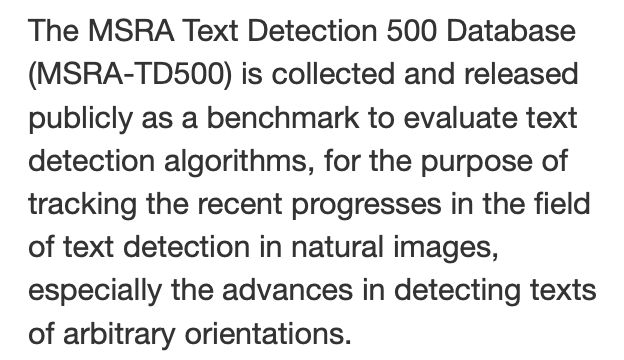 The MSRA Text Detection 500 Database
(MSRA-TD500) is collected and released
publicly as a benchmark to evaluate text
detection algorithms, for the purpose of
tracking the recent progresses in the field
of text detection in natural images,
especially the advances in detecting texts
of arbitrary orientations.